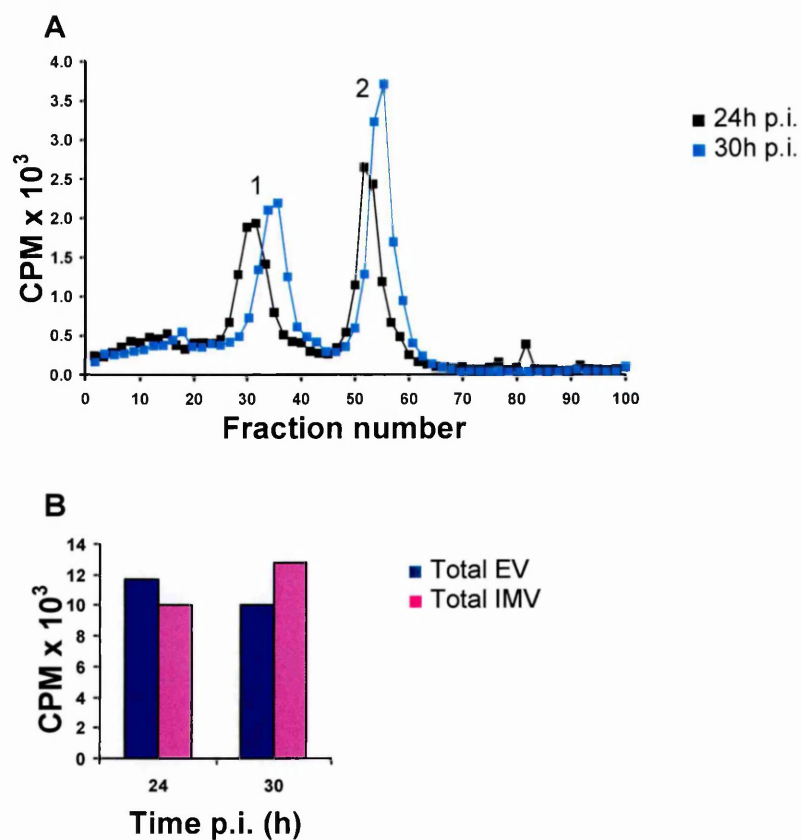 A
4.0
3.5
3.0
2.5
2.0
1.5
1.0
0.5
0.0
CPM x 10³
1
2
24h p.i.
30h p.i.
0 10 20 30 40 50 60 70 80 90 100
Fraction number
B
14
12
10
8
6
4
2
0
CPM x 10³
Total EV
Total IMV
24 30
Time p.i. (h)